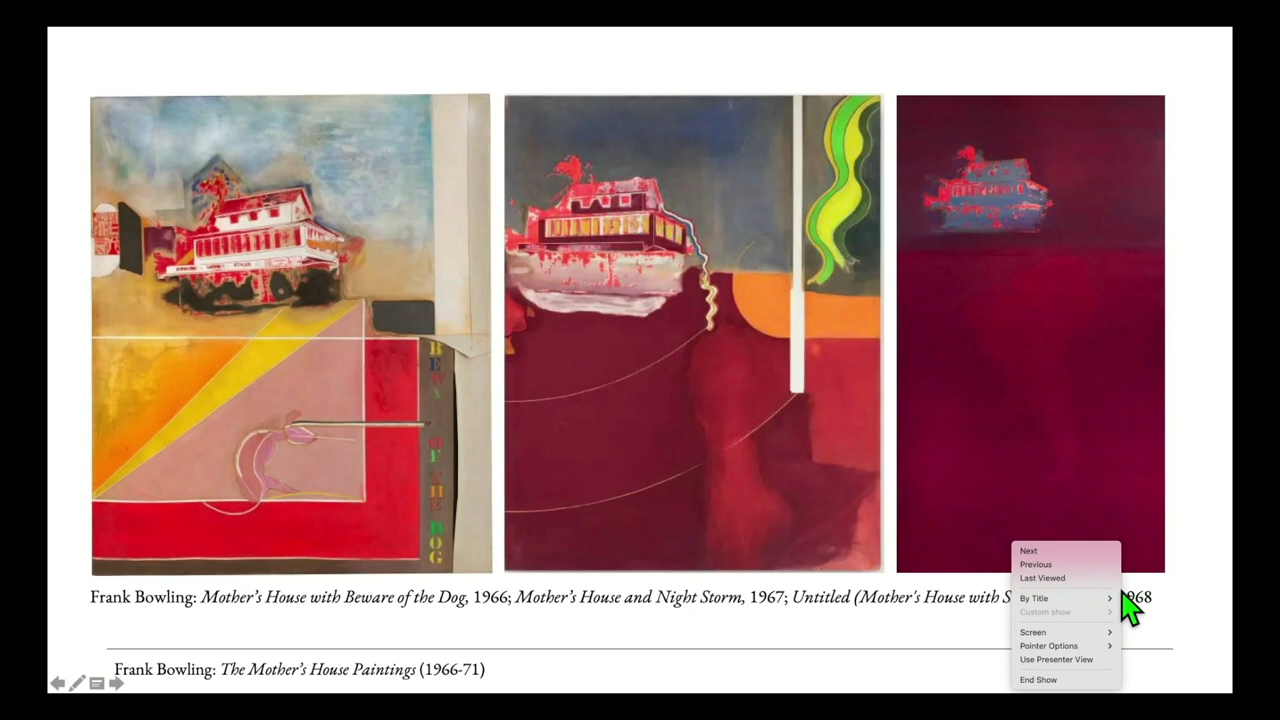 BEWA OF THE DOG
Frank Bowling: Mother's House with Beware of the Dog, 1966; Mother's House and Night Storm, 1967; Untitled (Mother's House with S 968
Next
Previous
Last Viewed
By Title
Custom show
Screen
Pointer Options
Use Presenter View
End Show
Frank Bowling: The Mother's House Paintings (1966-71)